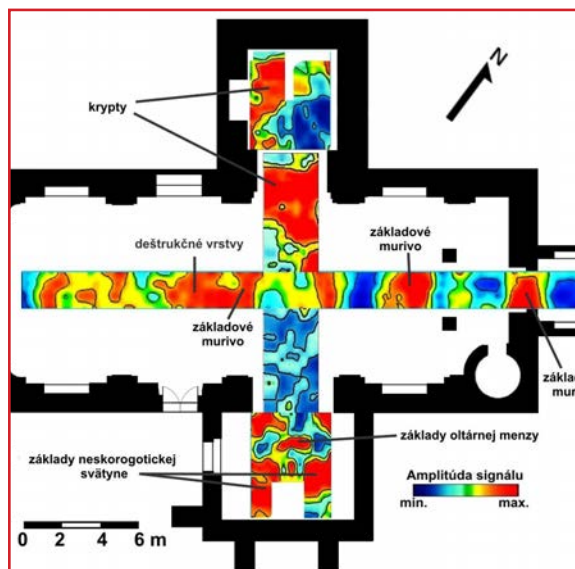 N
krypty
deštrukčné vrstvy
základové
murivo
základové
murivo
základy oltárnej menzy
základy neskorogotickej
svätyne
Amplitúda signálu
min.
max.
0 2 4 6 m